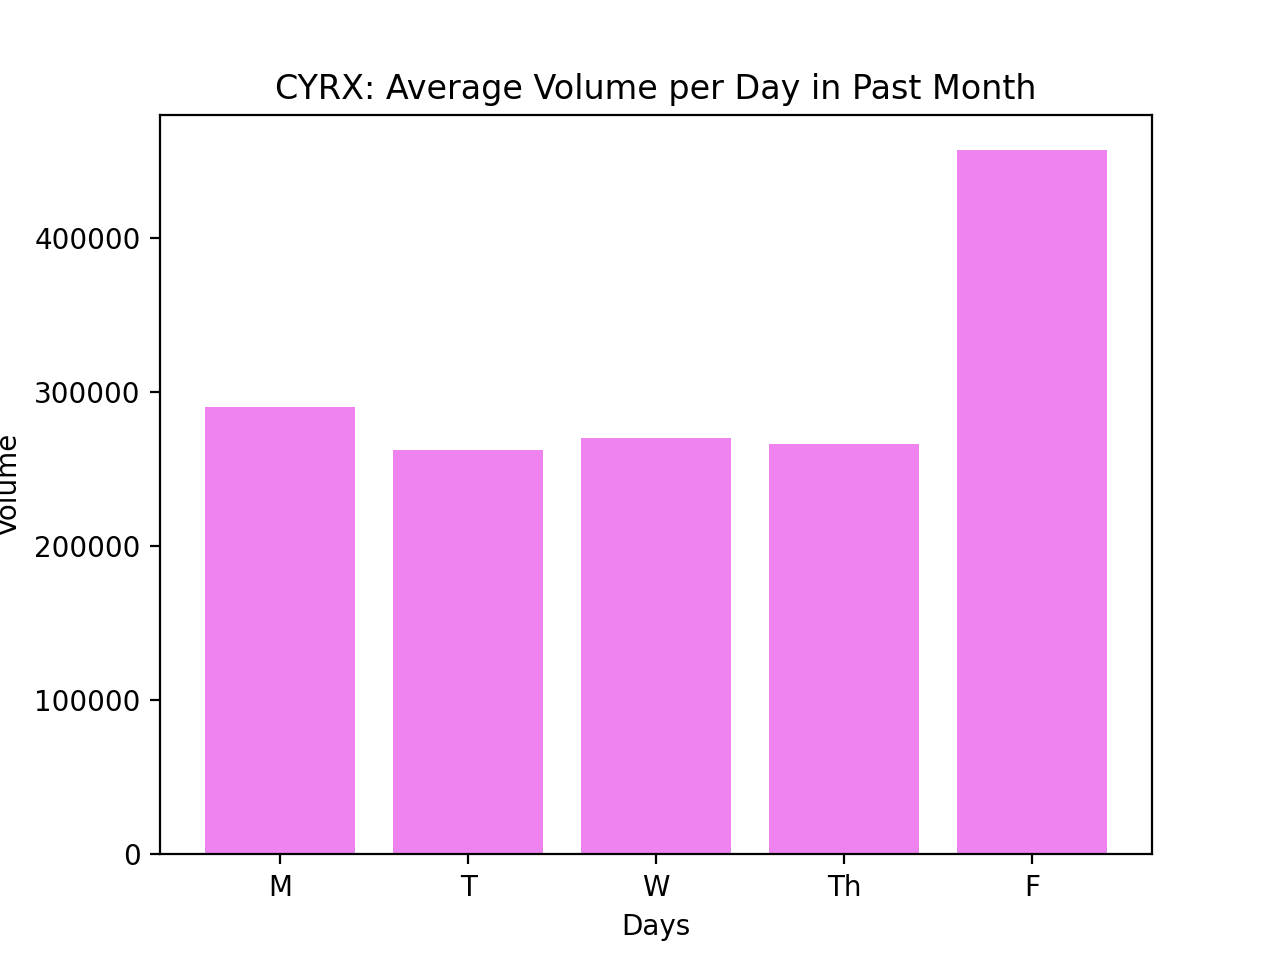 CYRX: Average Volume per Day in Past Month
400000
300000
200000
100000
0
Volume
M T W Th F
Days